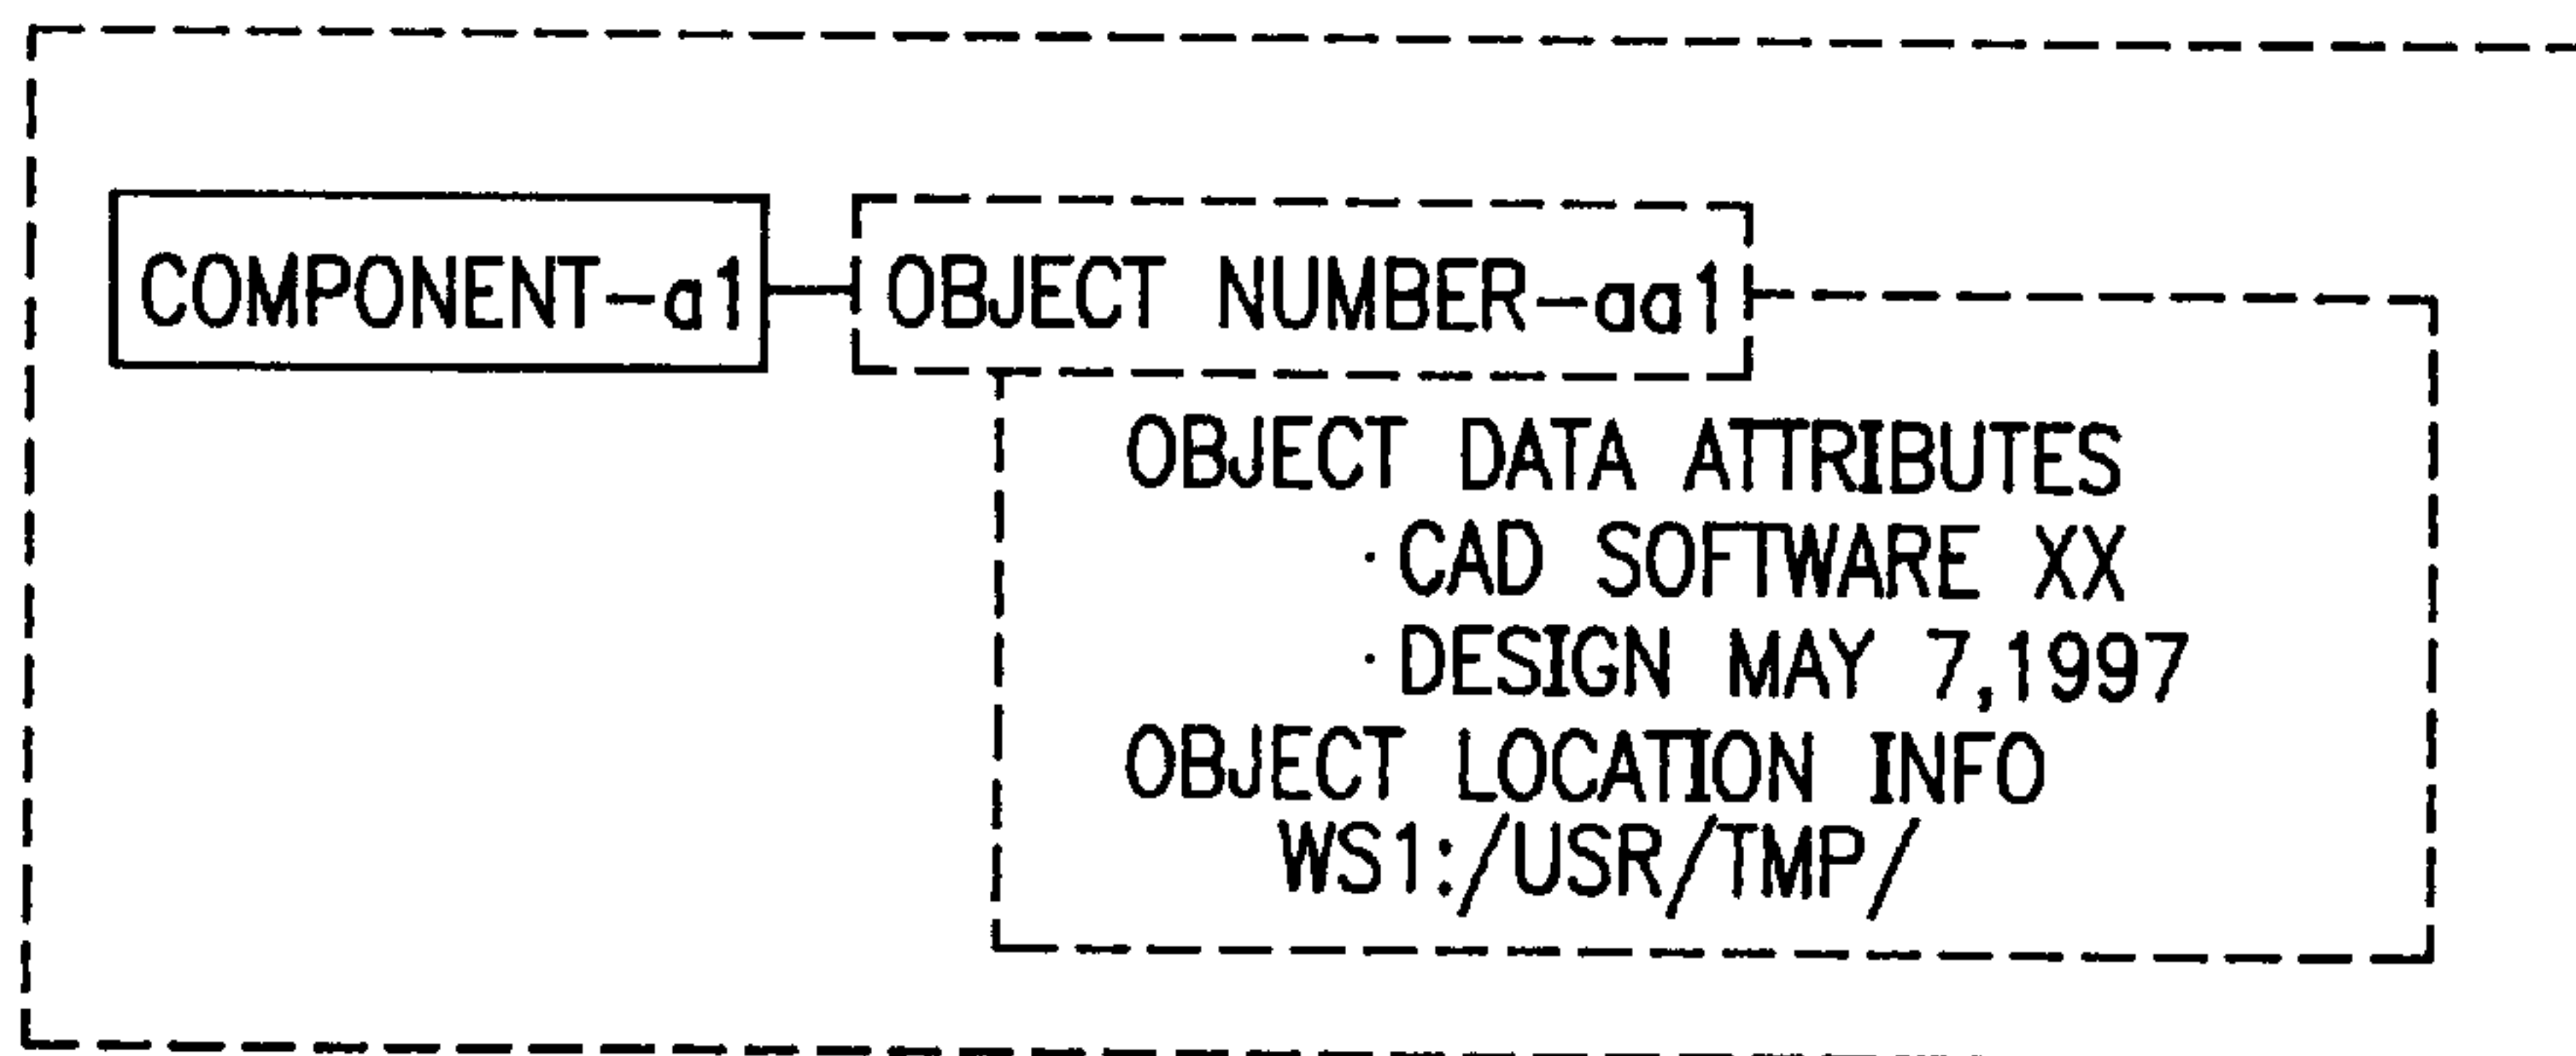 COMPONENT-a1
OBJECT NUMBER-aa1
OBJECT DATA ATTRIBUTES
·CAD SOFTWARE XX
·DESIGN MAY 7,1997
OBJECT LOCATION INFO
WS1:/USR/TMP/